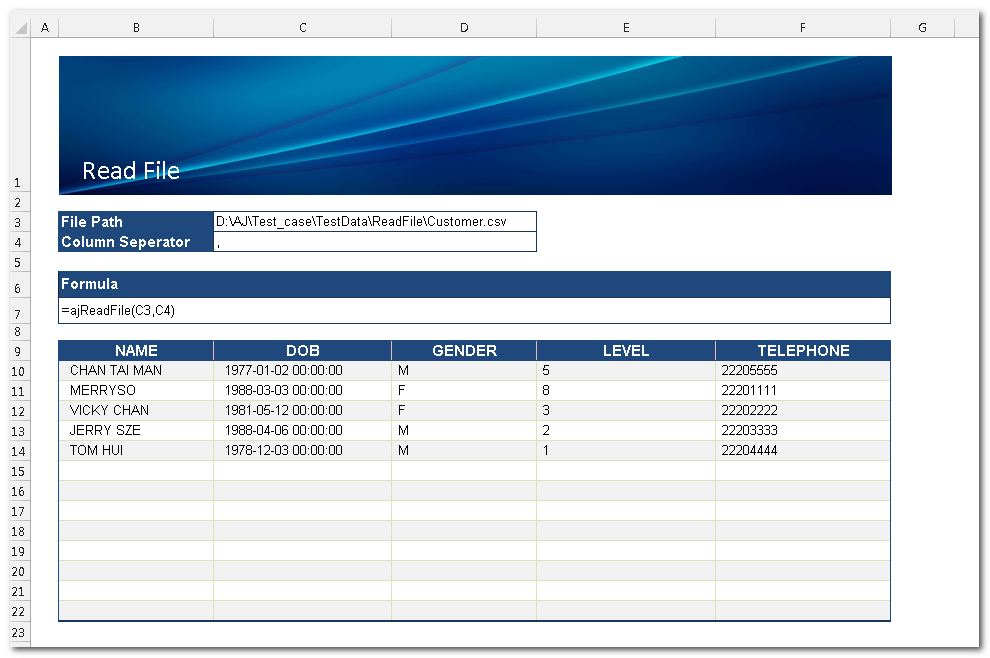 A B C D E F G
1 Read File
2
3 File Path D:\AJ\Test_case\TestData\ReadFile\Customer.csv
4 Column Seperator ,
5
6 Formula
7 =ajReadFile(C3,C4)
8
9 NAME DOB GENDER LEVEL TELEPHONE
10 CHAN TAI MAN 1977-01-02 00:00:00 M 5 22205555
11 MERRYSO 1988-03-03 00:00:00 F 8 22201111
12 VICKY CHAN 1981-05-12 00:00:00 F 3 22202222
13 JERRY SZE 1988-04-06 00:00:00 M 2 22203333
14 TOM HUI 1978-12-03 00:00:00 M 1 22204444
15
16
17
18
19
20
21
22
23